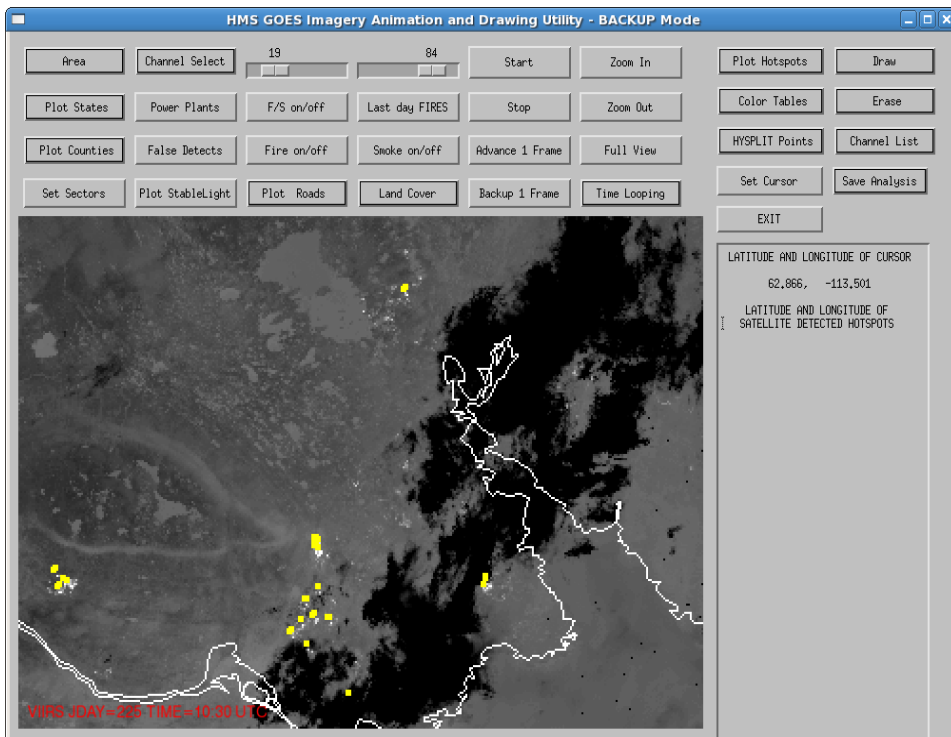 HMS GOES Imagery Animation and Drawing Utility - BACKUP Mode
Area
Channel Select
19
84
Start
Zoom In
Plot Hotspots
Draw
Plot States
Power Plants
F/S on/off
Last day FIRES
Stop
Zoom Out
Color Tables
Erase
Plot Counties
False Detects
Fire on/off
Smoke on/off
Advance 1 Frame
Full View
HYSPLIT Points
Channel List
Set Sectors
Plot StableLight
Plot Roads
Land Cover
Backup 1 Frame
Time Looping
Set Cursor
Save Analysis
EXIT
LATITUDE AND LONGITUDE OF CURSOR
62.866, -113.501
LATITUDE AND LONGITUDE OF
SATELLITE DETECTED HOTSPOTS
VIIRS JDAY=225 TIME=10:30 UTC